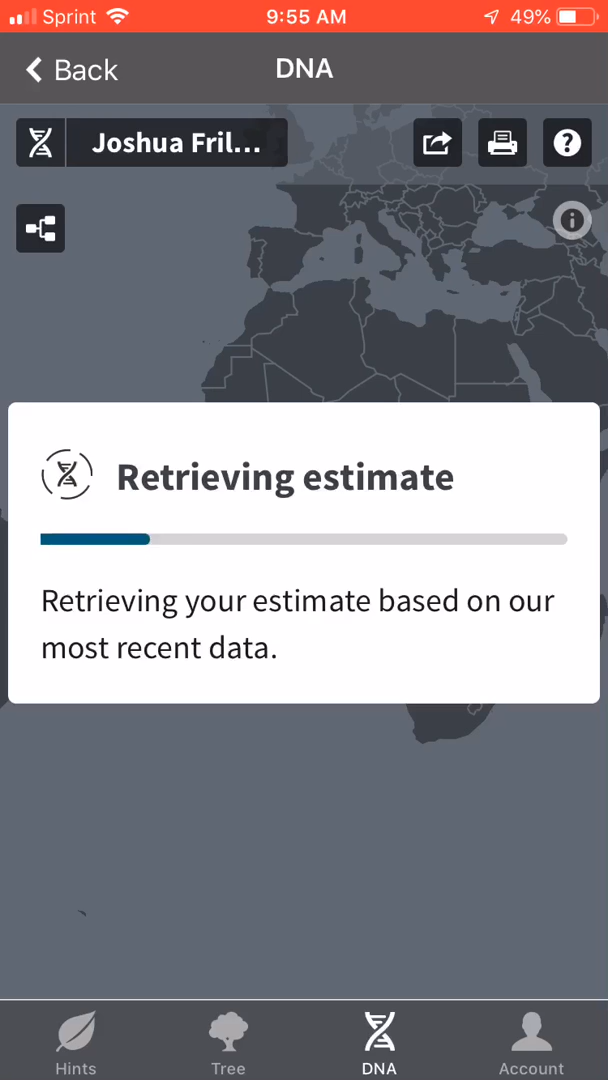 Sprint 9:55 AM 49%
Back DNA
Joshua Fril...
Retrieving estimate
Retrieving your estimate based on our
most recent data.
Hints Tree DNA Account